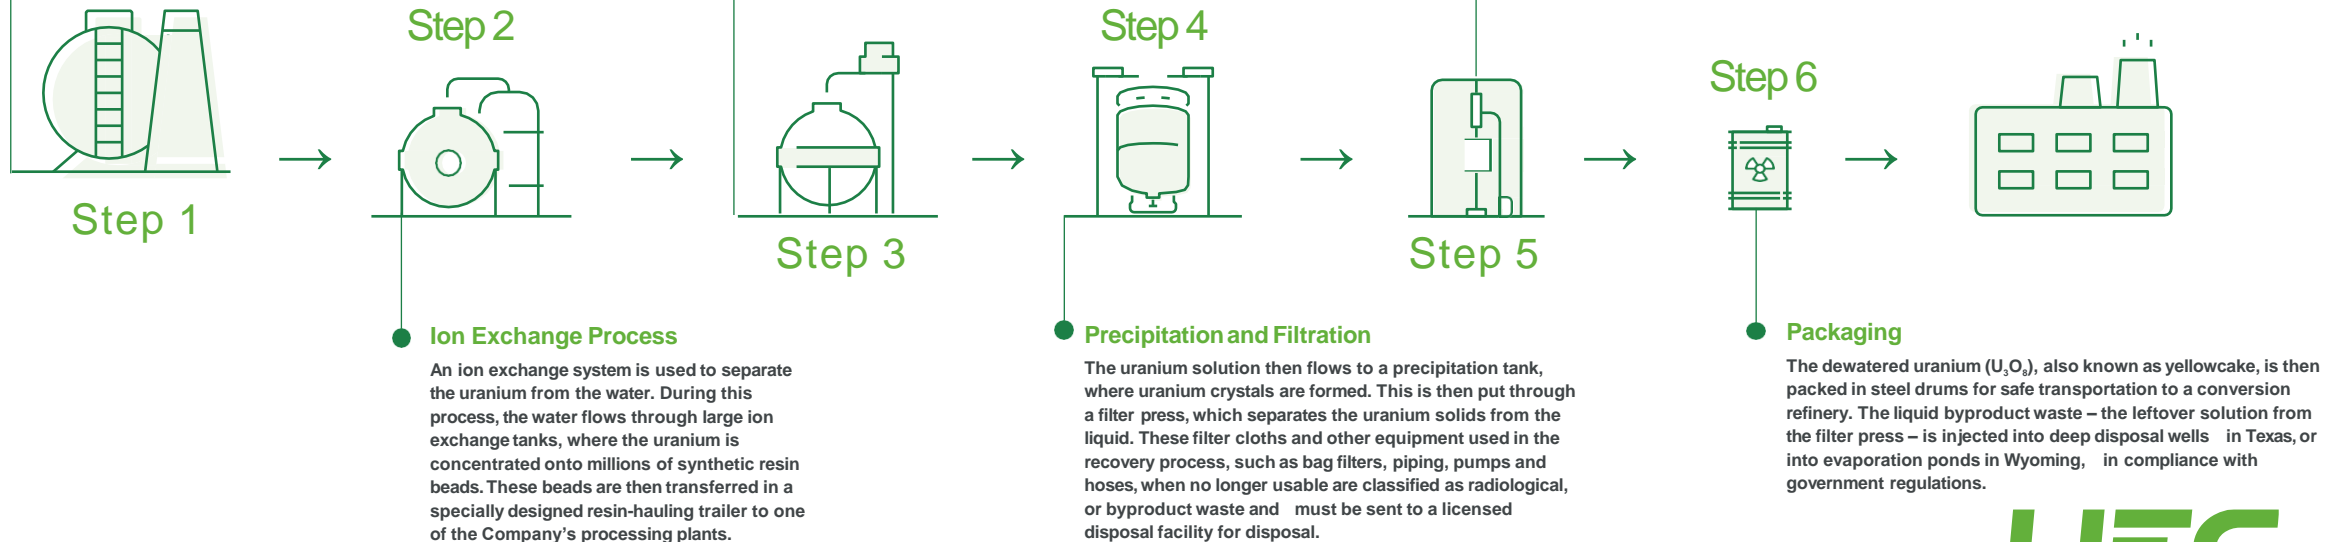 Step 1
Step 2
Step 3
Step 4
Step 5
Step 6
Ion Exchange Process
An ion exchange system is used to separate
the uranium from the water. During this
process, the water flows through large ion
exchange tanks, where the uranium is
concentrated onto millions of synthetic resin
beads. These beads are then transferred in a
specially designed resin-hauling trailer to one
of the Company's processing plants.
Precipitation and Filtration
The uranium solution then flows to a precipitation tank,
where uranium crystals are formed. This is then put through
a filter press, which separates the uranium solids from the
liquid. These filter cloths and other equipment used in the
recovery process, such as bag filters, piping, pumps and
hoses, when no longer usable are classified as radiological,
or byproduct waste and must be sent to a licensed
disposal facility for disposal.
Packaging
The dewatered uranium (U₃O₈), also known as yellowcake, is then
packed in steel drums for safe transportation to a conversion
refinery. The liquid byproduct waste – the leftover solution from
the filter press – is injected into deep disposal wells in Texas, or
into evaporation ponds in Wyoming, in compliance with
government regulations.